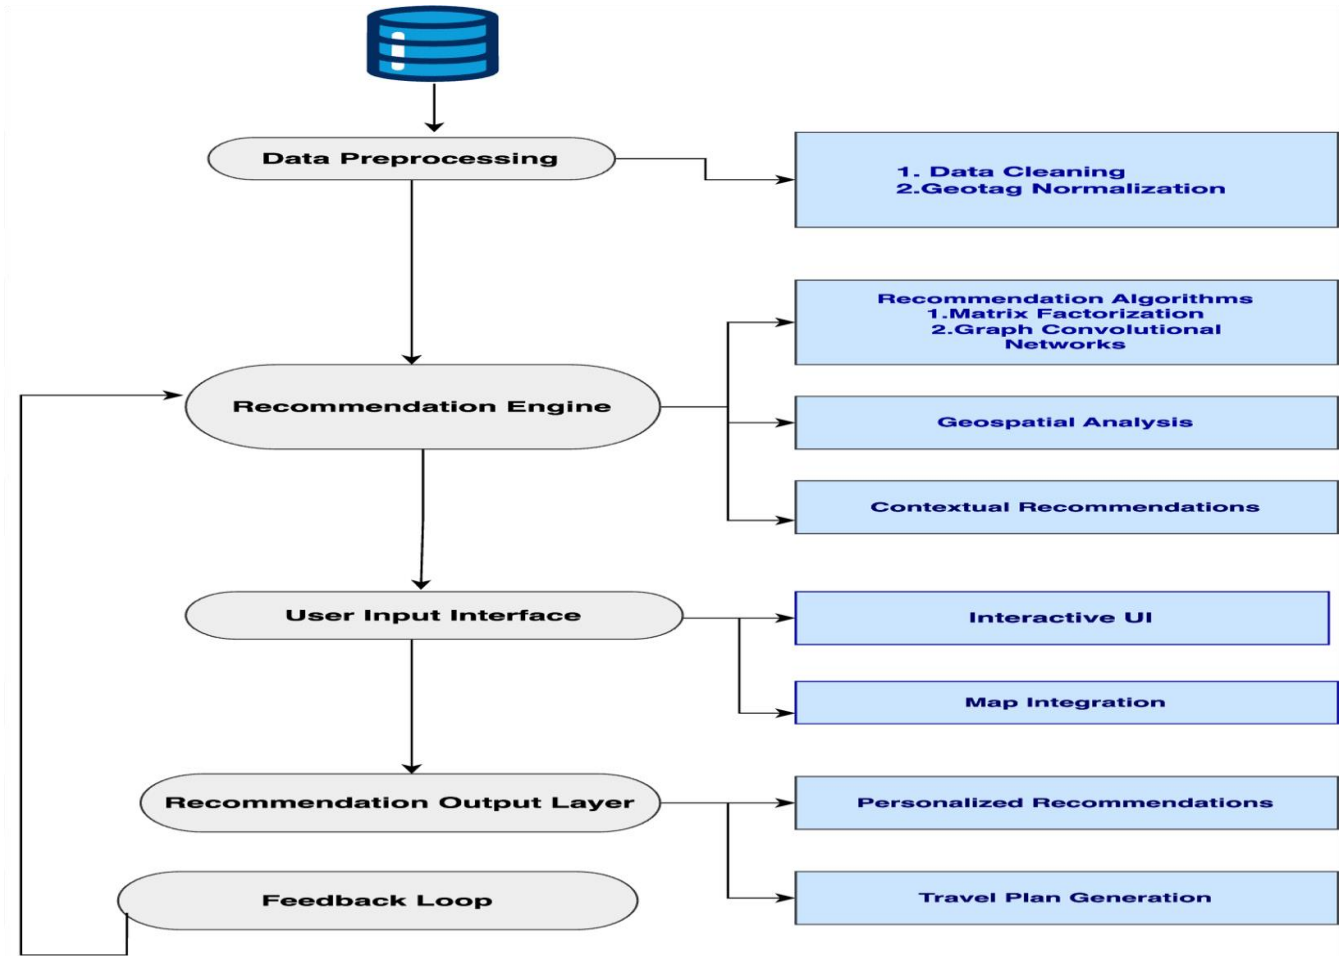 Data Preprocessing
1. Data Cleaning
2.Geotag Normalization
Recommendation Algorithms
1.Matrix Factorization
2.Graph Convolutional
Networks
Recommendation Engine
Geospatial Analysis
Contextual Recommendations
User Input Interface
Interactive UI
Map Integration
Recommendation Output Layer
Personalized Recommendations
Feedback Loop
Travel Plan Generation